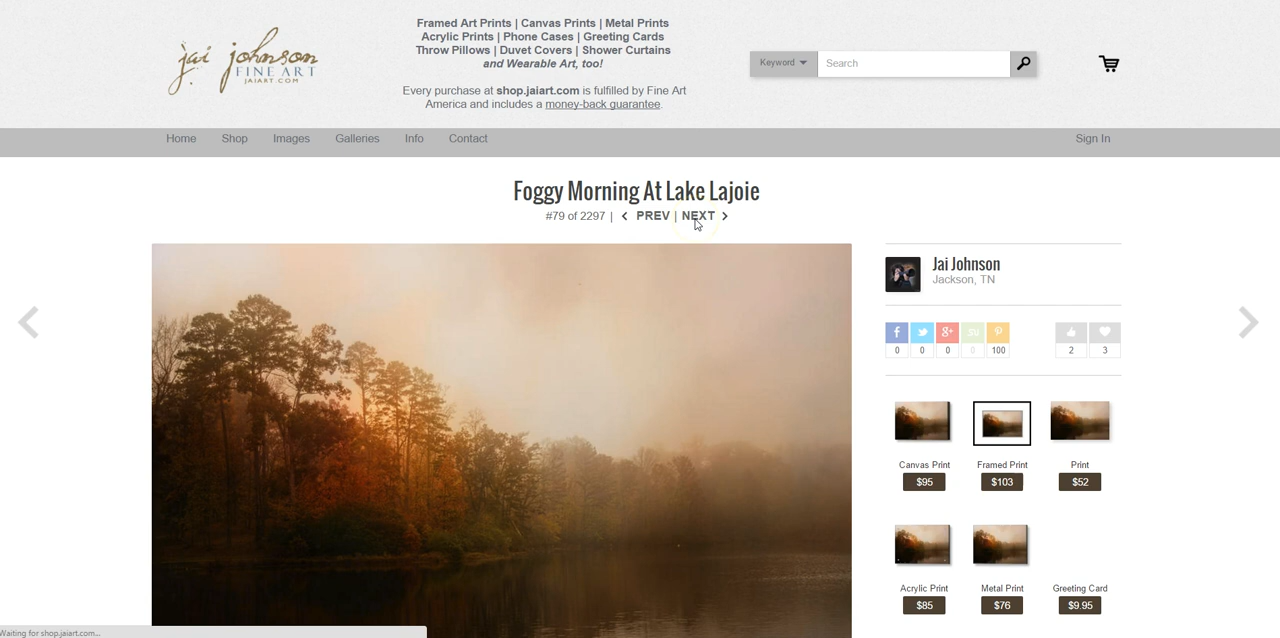 jai johnson
FINE ART
JAIART.COM
Framed Art Prints | Canvas Prints | Metal Prints
Acrylic Prints | Phone Cases | Greeting Cards
Throw Pillows | Duvet Covers | Shower Curtains
and Wearable Art, too!
Every purchase at shop.jaiart.com is fulfilled by Fine Art
America and includes a money-back guarantee.
Keyword
Search
Home
Shop
Images
Galleries
Info
Contact
Sign In
Foggy Morning At Lake Lajoie
#79 of 2297 | PREV | NEXT
Jai Johnson
Jackson, TN
0
0
0
0
100
2
3
Canvas Print
$95
Framed Print
$103
Print
$52
Acrylic Print
$85
Metal Print
$76
Greeting Card
$9.95
Waiting for shop.jaiart.com...